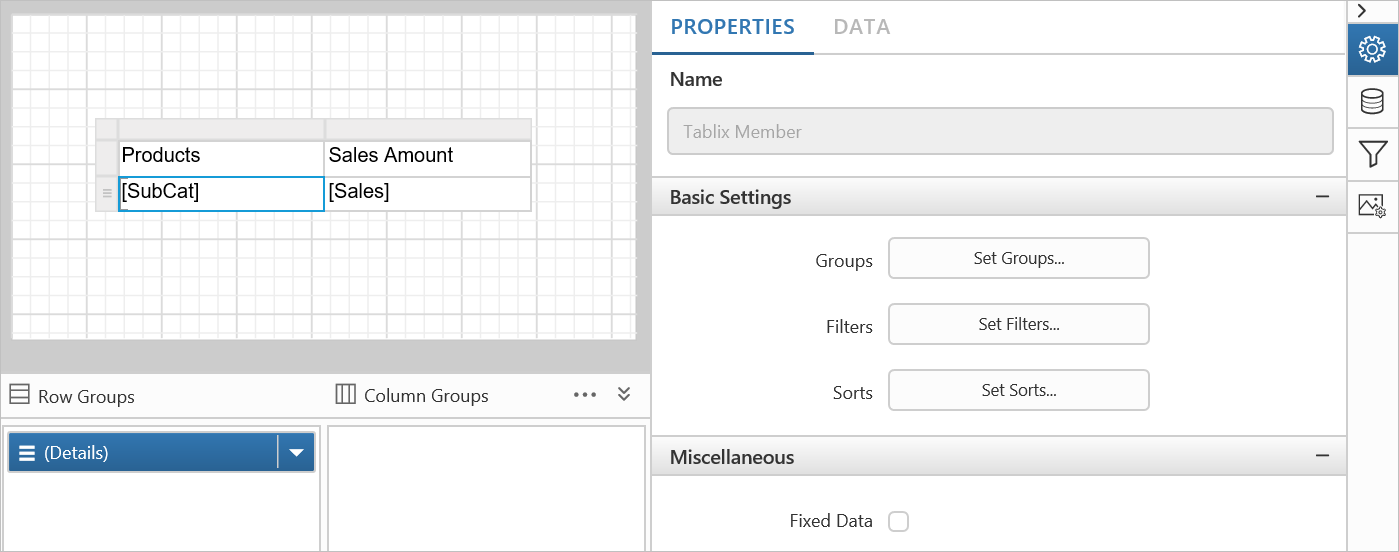 Products Sales Amount
[SubCat] [Sales]
Row Groups Column Groups
(Details)
PROPERTIES DATA
Name
Tablix Member
Basic Settings
Groups Set Groups...
Filters Set Filters...
Sorts Set Sorts...
Miscellaneous
Fixed Data